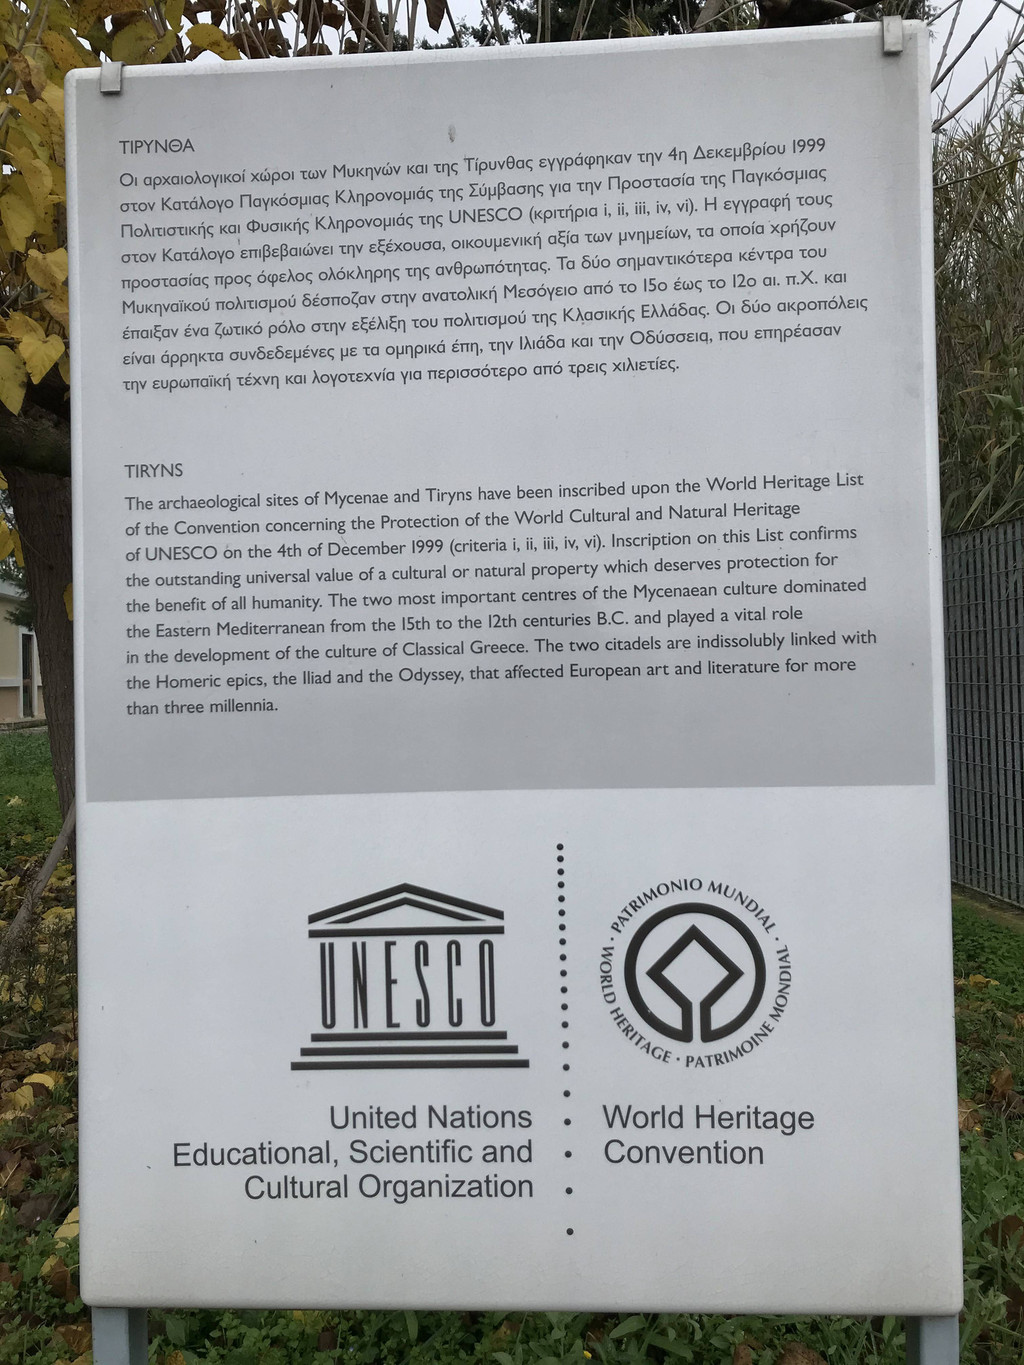 ΤΙΡΥΝΘΑ
Οι αρχαιολογικοί χώροι των Μυκηνών και της Τίρυνθας εγγράφηκαν την 4η Δεκεμβρίου 1999
στον Κατάλογο Παγκόσμιας Κληρονομιάς της Σύμβασης για την Προστασία της Παγκόσμιας
Πολιτιστικής και Φυσικής Κληρονομιάς της UNESCO (κριτήρια i, ii, iii, iv, vi). Η εγγραφή τους
στον Κατάλογο επιβεβαιώνει την εξέχουσα, οικουμενική αξία των μνημείων, τα οποία χρήζουν
προστασίας προς όφελος ολόκληρης της ανθρωπότητας. Τα δύο σημαντικότερα κέντρα του
Μυκηναϊκού πολιτισμού δέσποζαν στην ανατολική Μεσόγειο από το 15ο έως το 12ο αι. π.Χ. και
έπαιξαν ένα ζωτικό ρόλο στην εξέλιξη του πολιτισμού της Κλασικής Ελλάδας. Οι δύο ακροπόλεις
είναι άρρηκτα συνδεδεμένες με τα ομηρικά έπη, την Ιλιάδα και την Οδύσσεια, που επηρέασαν
την ευρωπαϊκή τέχνη και λογοτεχνία για περισσότερο από τρεις χιλιετίες.
TIRYNS
The archaeological sites of Mycenae and Tiryns have been inscribed upon the World Heritage List
of the Convention concerning the Protection of the World Cultural and Natural Heritage
of UNESCO on the 4th of December 1999 (criteria i, ii, iii, iv, vi). Inscription on this List confirms
the outstanding universal value of a cultural or natural property which deserves protection for
the benefit of all humanity. The two most important centres of the Mycenaean culture dominated
the Eastern Mediterranean from the 15th to the 12th centuries B.C. and played a vital role
in the development of the culture of Classical Greece. The two citadels are indissolubly linked with
the Homeric epics, the Iliad and the Odyssey, that affected European art and literature for more
than three millennia.
UNESCO
United Nations
Educational, Scientific and
Cultural Organization
WORLD HERITAGE · PATRIMONIO MUNDIAL · PATRIMOINE MONDIAL
World Heritage
Convention